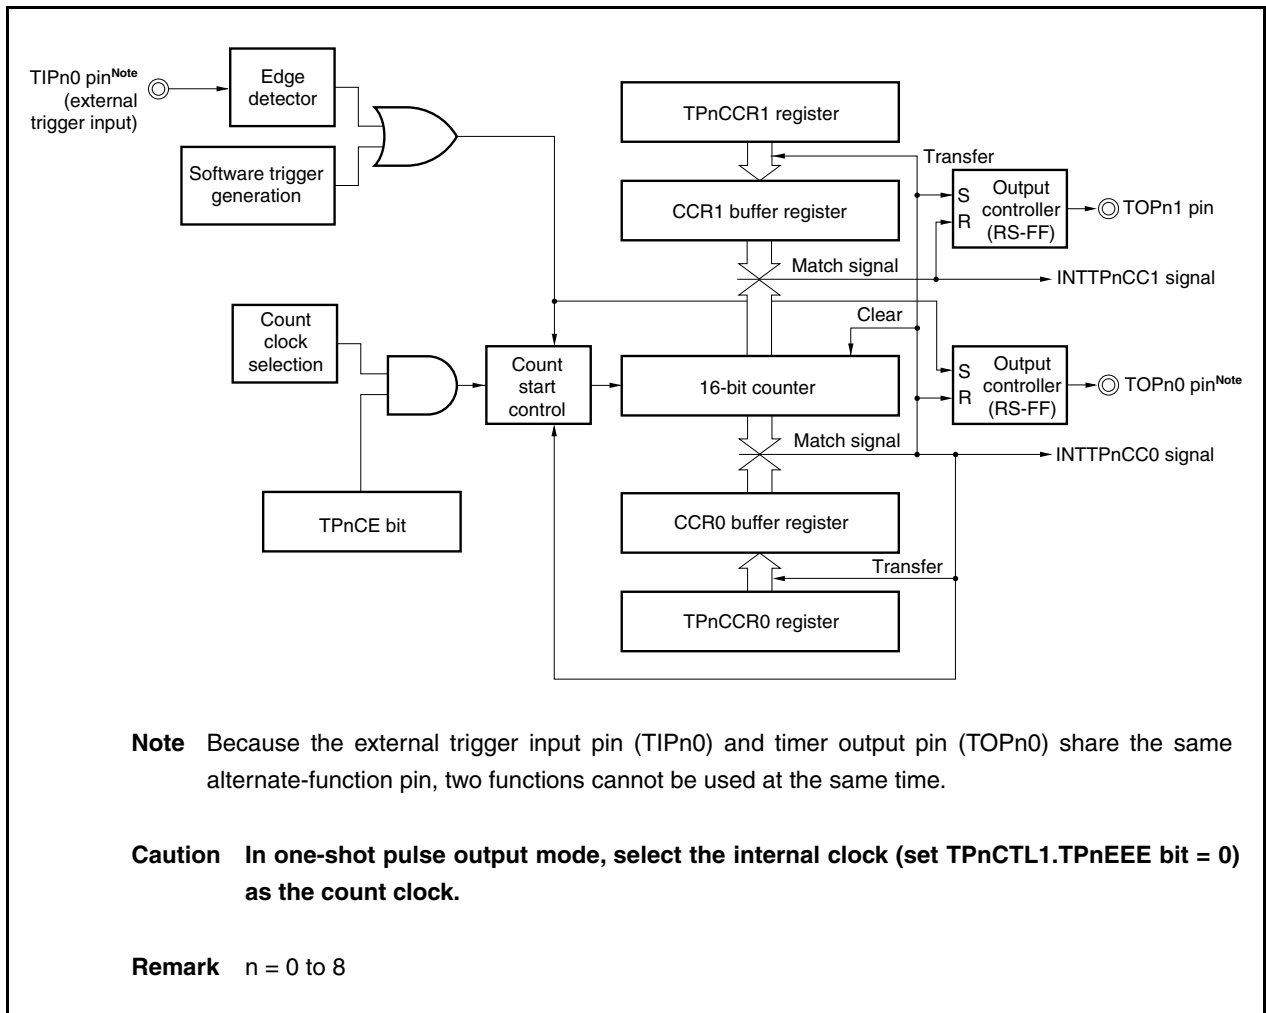 TIPn0 pinNote
(external
trigger input)
Edge
detector
Software trigger
generation
Count
clock
selection
TPnCE bit
Count
start
control
TPnCCR1 register
Transfer
CCR1 buffer register
Match signal
INTTPnCC1 signal
S
R
Output
controller
(RS-FF)
TOPn1 pin
Clear
16-bit counter
S
R
Output
controller
(RS-FF)
TOPn0 pinNote
Match signal
INTTPnCC0 signal
CCR0 buffer register
Transfer
TPnCCR0 register
Note Because the external trigger input pin (TIPn0) and timer output pin (TOPn0) share the same
alternate-function pin, two functions cannot be used at the same time.
Caution In one-shot pulse output mode, select the internal clock (set TPnCTL1.TPnEEE bit = 0)
as the count clock.
Remark n = 0 to 8